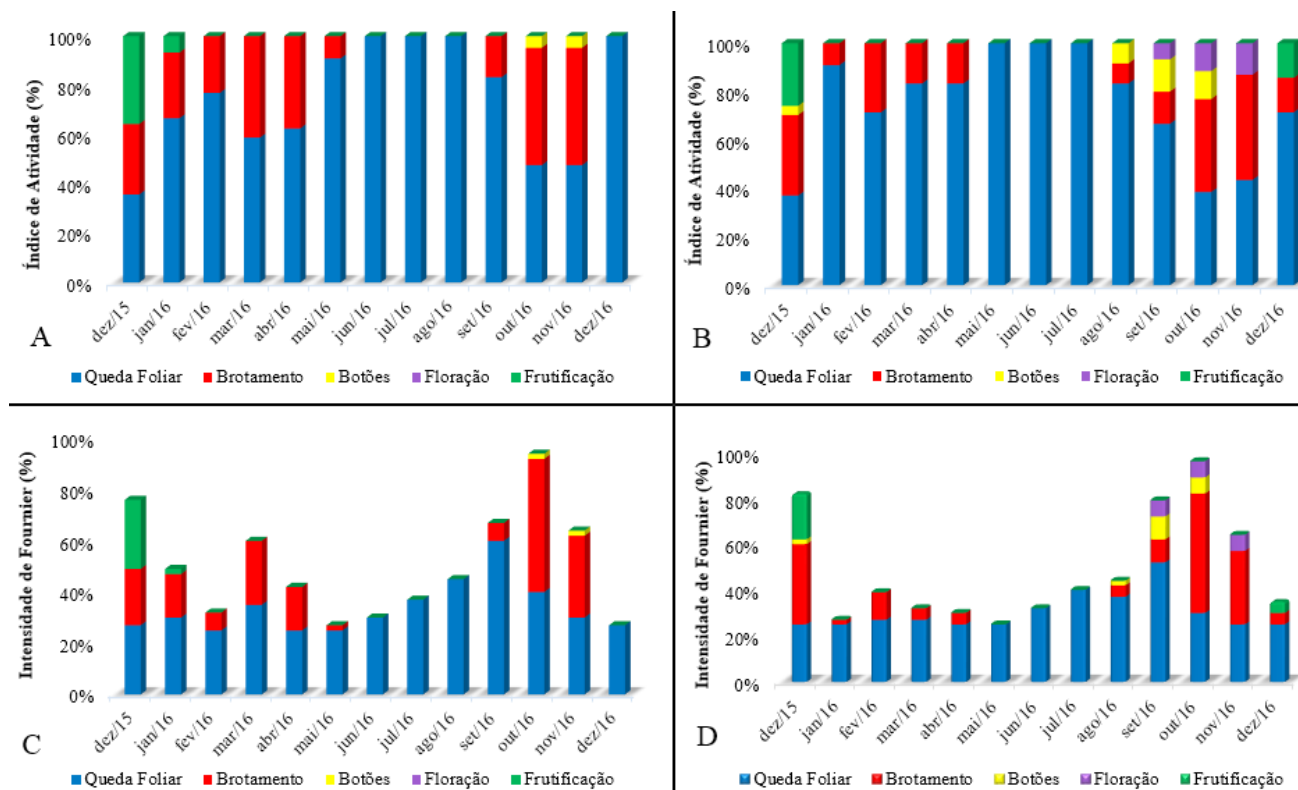 Índice de Atividade (%)
100%
80%
60%
40%
20%
0%
dez/15 jan/16 fev/16 mar/16 abr/16 mai/16 jun/16 jul/16 ago/16 set/16 out/16 nov/16 dez/16
A
Queda Foliar Brotamento Botões Floração Frutificação
Índice de Atividade (%)
100%
80%
60%
40%
20%
0%
dez/15 jan/16 fev/16 mar/16 abr/16 mai/16 jun/16 jul/16 ago/16 set/16 out/16 nov/16 dez/16
B
Queda Foliar Brotamento Botões Floração Frutificação
Intensidade de Fournier (%)
100%
80%
60%
40%
20%
0%
dez/15 jan/16 fev/16 mar/16 abr/16 mai/16 jun/16 jul/16 ago/16 set/16 out/16 nov/16 dez/16
C
Queda Foliar Brotamento Botões Floração Frutificação
Intensidade de Fournier (%)
100%
80%
60%
40%
20%
0%
dez/15 jan/16 fev/16 mar/16 abr/16 mai/16 jun/16 jul/16 ago/16 set/16 out/16 nov/16 dez/16
D
Queda Foliar Brotamento Botões Floração Frutificação